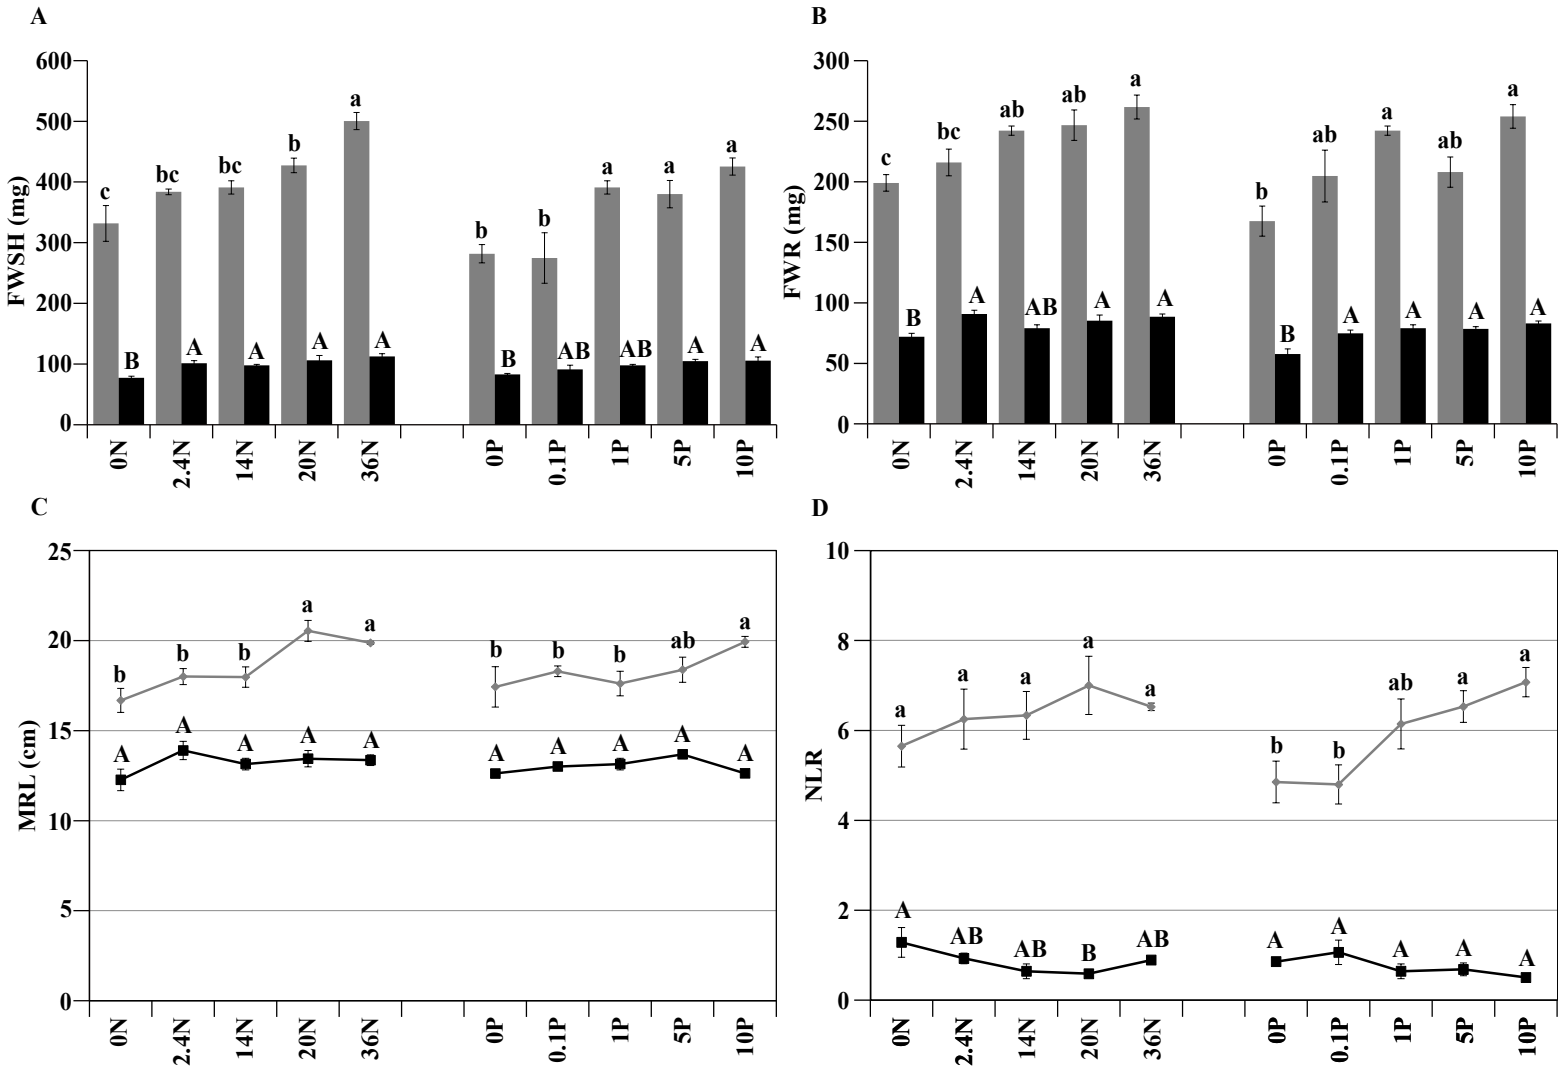 A
600
500
400
300
200
100
0
FWSH (mg)
c
bc
bc
b
a
b
b
a
a
a
B
A
A
A
A
B
AB
AB
A
A
0N
2.4N
14N
20N
36N
0P
0.1P
1P
5P
10P
B
300
250
200
150
100
50
0
FWR (mg)
c
bc
ab
ab
a
b
ab
a
ab
a
B
A
AB
A
A
B
A
A
A
A
0N
2.4N
14N
20N
36N
0P
0.1P
1P
5P
10P
C
25
20
15
10
5
0
MRL (cm)
b
b
b
a
a
b
b
b
ab
a
A
A
A
A
A
A
A
A
A
A
0N
2.4N
14N
20N
36N
0P
0.1P
1P
5P
10P
D
10
8
6
4
2
0
NLR
a
a
a
a
a
b
b
ab
a
a
A
AB
AB
B
AB
A
A
A
A
A
0N
2.4N
14N
20N
36N
0P
0.1P
1P
5P
10P